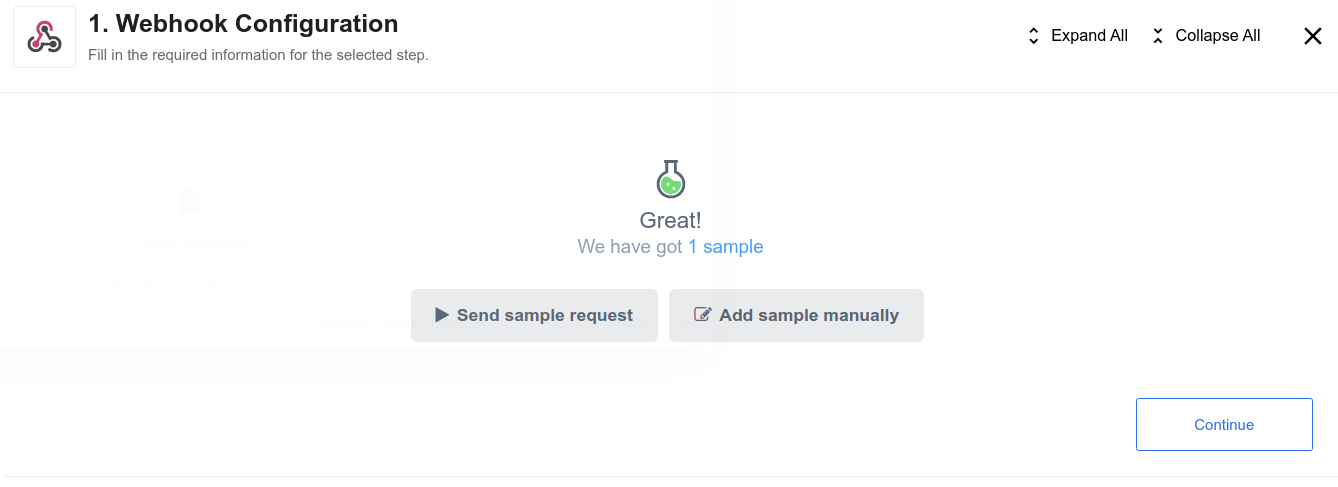 1. Webhook Configuration
Fill in the required information for the selected step.
Expand All
Collapse All
Great!
We have got 1 sample
Send sample request
Add sample manually
Continue